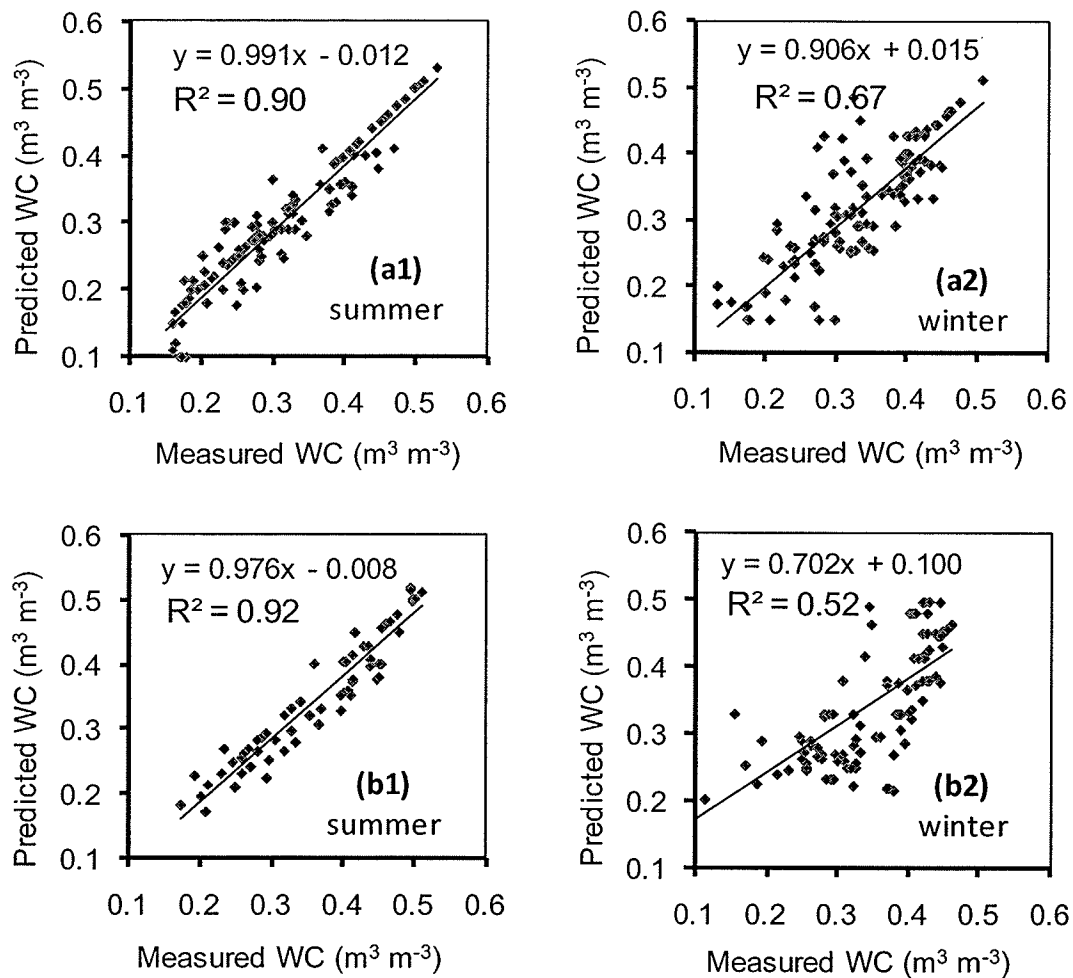 0.6
0.5
0.4
0.3
0.2
0.1
Predicted WC (m³ m⁻³)
y = 0.991x - 0.012
R² = 0.90
(a1)
summer
0.1 0.2 0.3 0.4 0.5 0.6
Measured WC (m³ m⁻³)
0.6
0.5
0.4
0.3
0.2
0.1
Predicted WC (m³ m⁻³)
y = 0.906x + 0.015
R² = 0.67
(a2)
winter
0.1 0.2 0.3 0.4 0.5 0.6
Measured WC (m³ m⁻³)
0.6
0.5
0.4
0.3
0.2
0.1
Predicted WC (m³ m⁻³)
y = 0.976x - 0.008
R² = 0.92
(b1)
summer
0.1 0.2 0.3 0.4 0.5 0.6
Measured WC (m³ m⁻³)
0.6
0.5
0.4
0.3
0.2
0.1
Predicted WC (m³ m⁻³)
y = 0.702x + 0.100
R² = 0.52
(b2)
winter
0.1 0.2 0.3 0.4 0.5 0.6
Measured WC (m³ m⁻³)